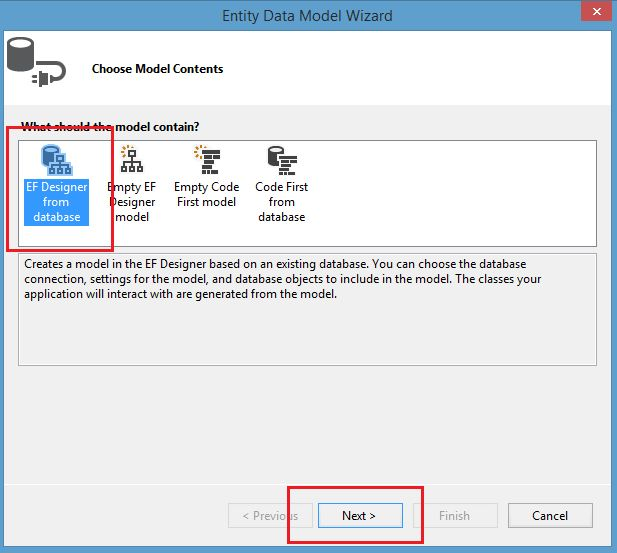 Entity Data Model Wizard
Choose Model Contents
What should the model contain?
EF Designer
from
database
Empty EF
Designer
model
Empty Code
First model
Code First
from
database
Creates a model in the EF Designer based on an existing database. You can choose the database
connection, settings for the model, and database objects to include in the model. The classes your
application will interact with are generated from the model.
< Previous
Next >
Finish
Cancel